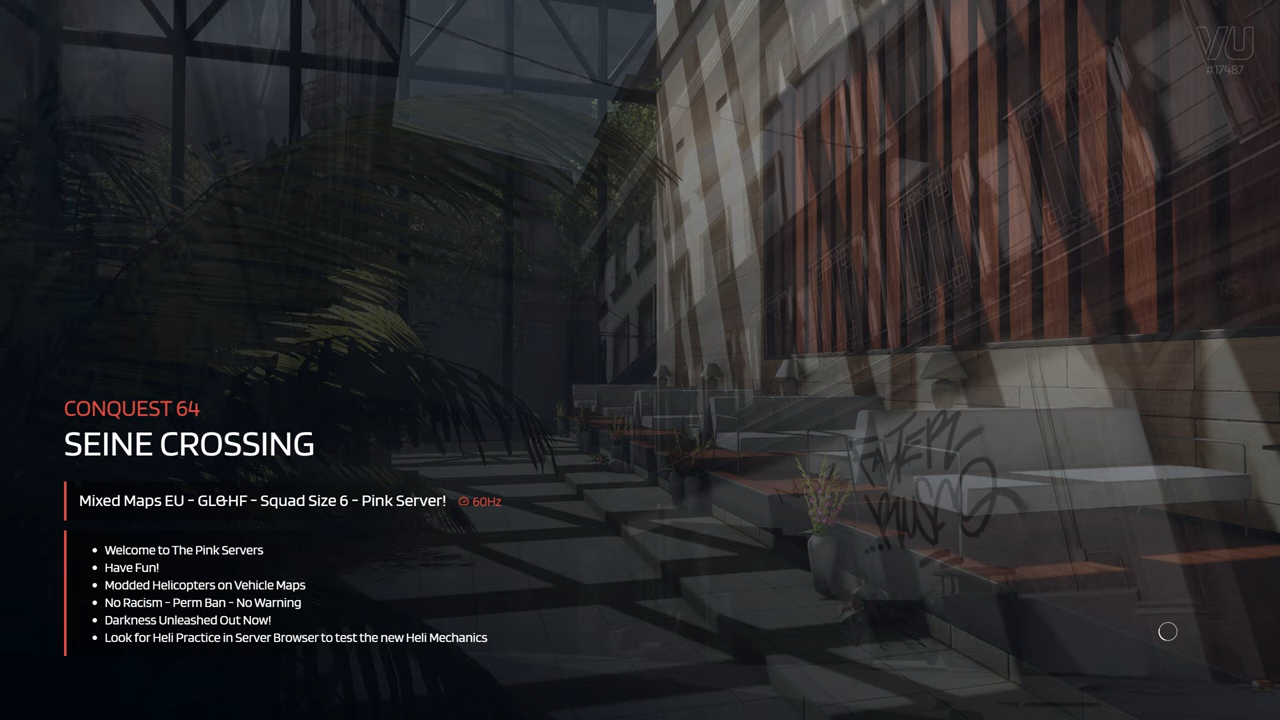 VU
#17487
CONQUEST 64
SEINE CROSSING
Mixed Maps EU - GL&HF - Squad Size 6 - Pink Server! 60Hz
• Welcome to The Pink Servers
• Have Fun!
• Modded Helicopters on Vehicle Maps
• No Racism - Perm Ban - No Warning
• Darkness Unleashed Out Now!
• Look for Heli Practice in Server Browser to test the new Heli Mechanics